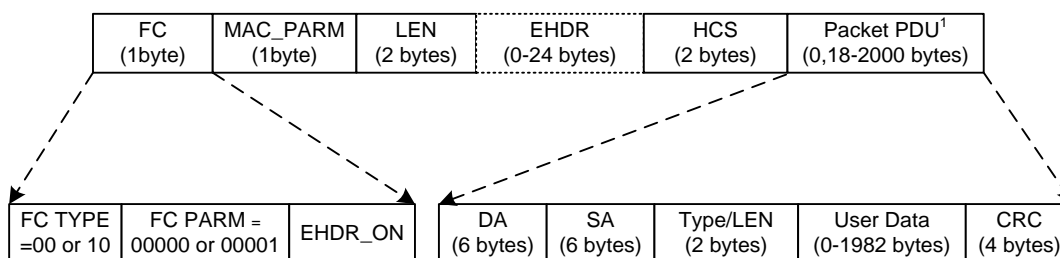 FC MAC_PARM LEN EHDR HCS Packet PDU¹
(1byte) (1byte) (2 bytes) (0-24 bytes) (2 bytes) (0,18-2000 bytes)
FC TYPE FC PARM = EHDR_ON DA SA Type/LEN User Data CRC
=00 or 10 00000 or 00001 (6 bytes) (6 bytes) (2 bytes) (0-1982 bytes) (4 bytes)